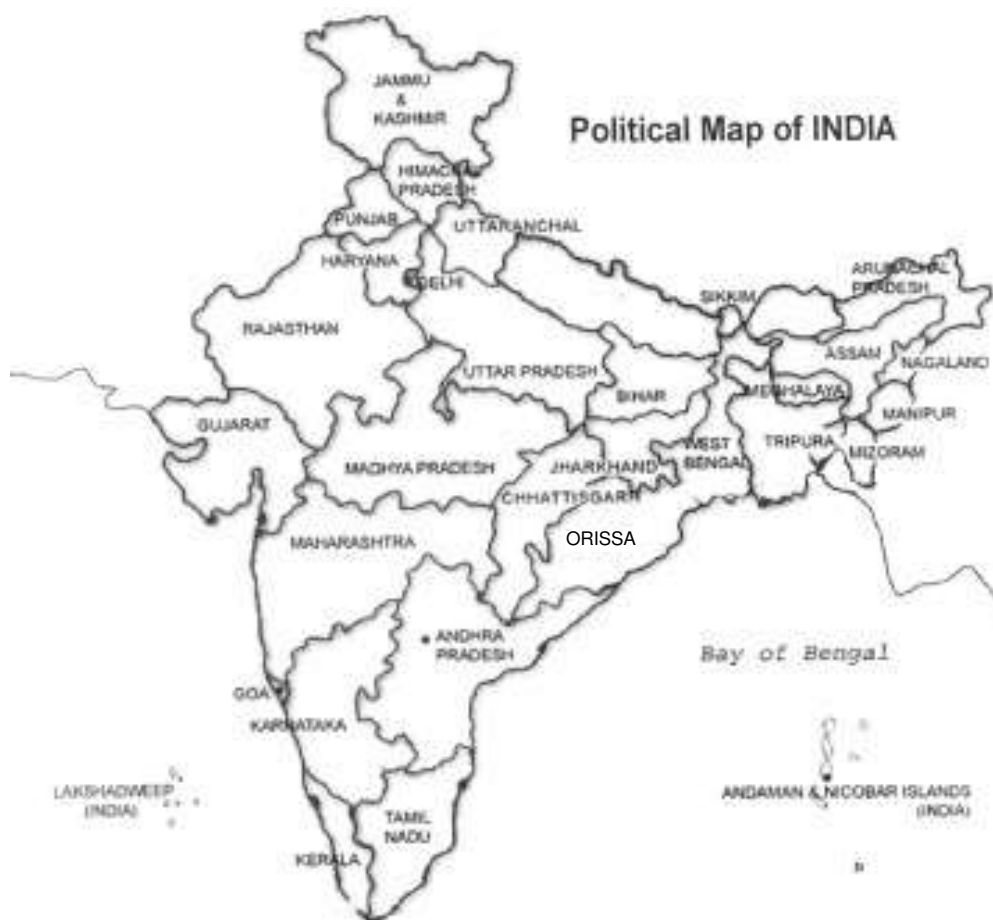 JAMMU
&
KASHMIR
Political Map of INDIA
HIMACHAL
PRADESH
PUNJAB
UTTARANCHAL
HARYANA
DELHI
ARUNACHAL
PRADESH
SIKKIM
RAJASTHAN
ASSAM
NAGALAND
UTTAR PRADESH
BIHAR
MEGHALAYA
GUJARAT
MANIPUR
TRIPURA
MIZORAM
WEST
BENGAL
MADHYA PRADESH
JHARKHAND
CHHATTISGARH
ORISSA
MAHARASHTRA
ANDHRA
PRADESH
Bay of Bengal
GOA
KARNATAKA
LAKSHADWEEP
(INDIA)
ANDAMAN & NICOBAR ISLANDS
(INDIA)
TAMIL
NADU
KERALA